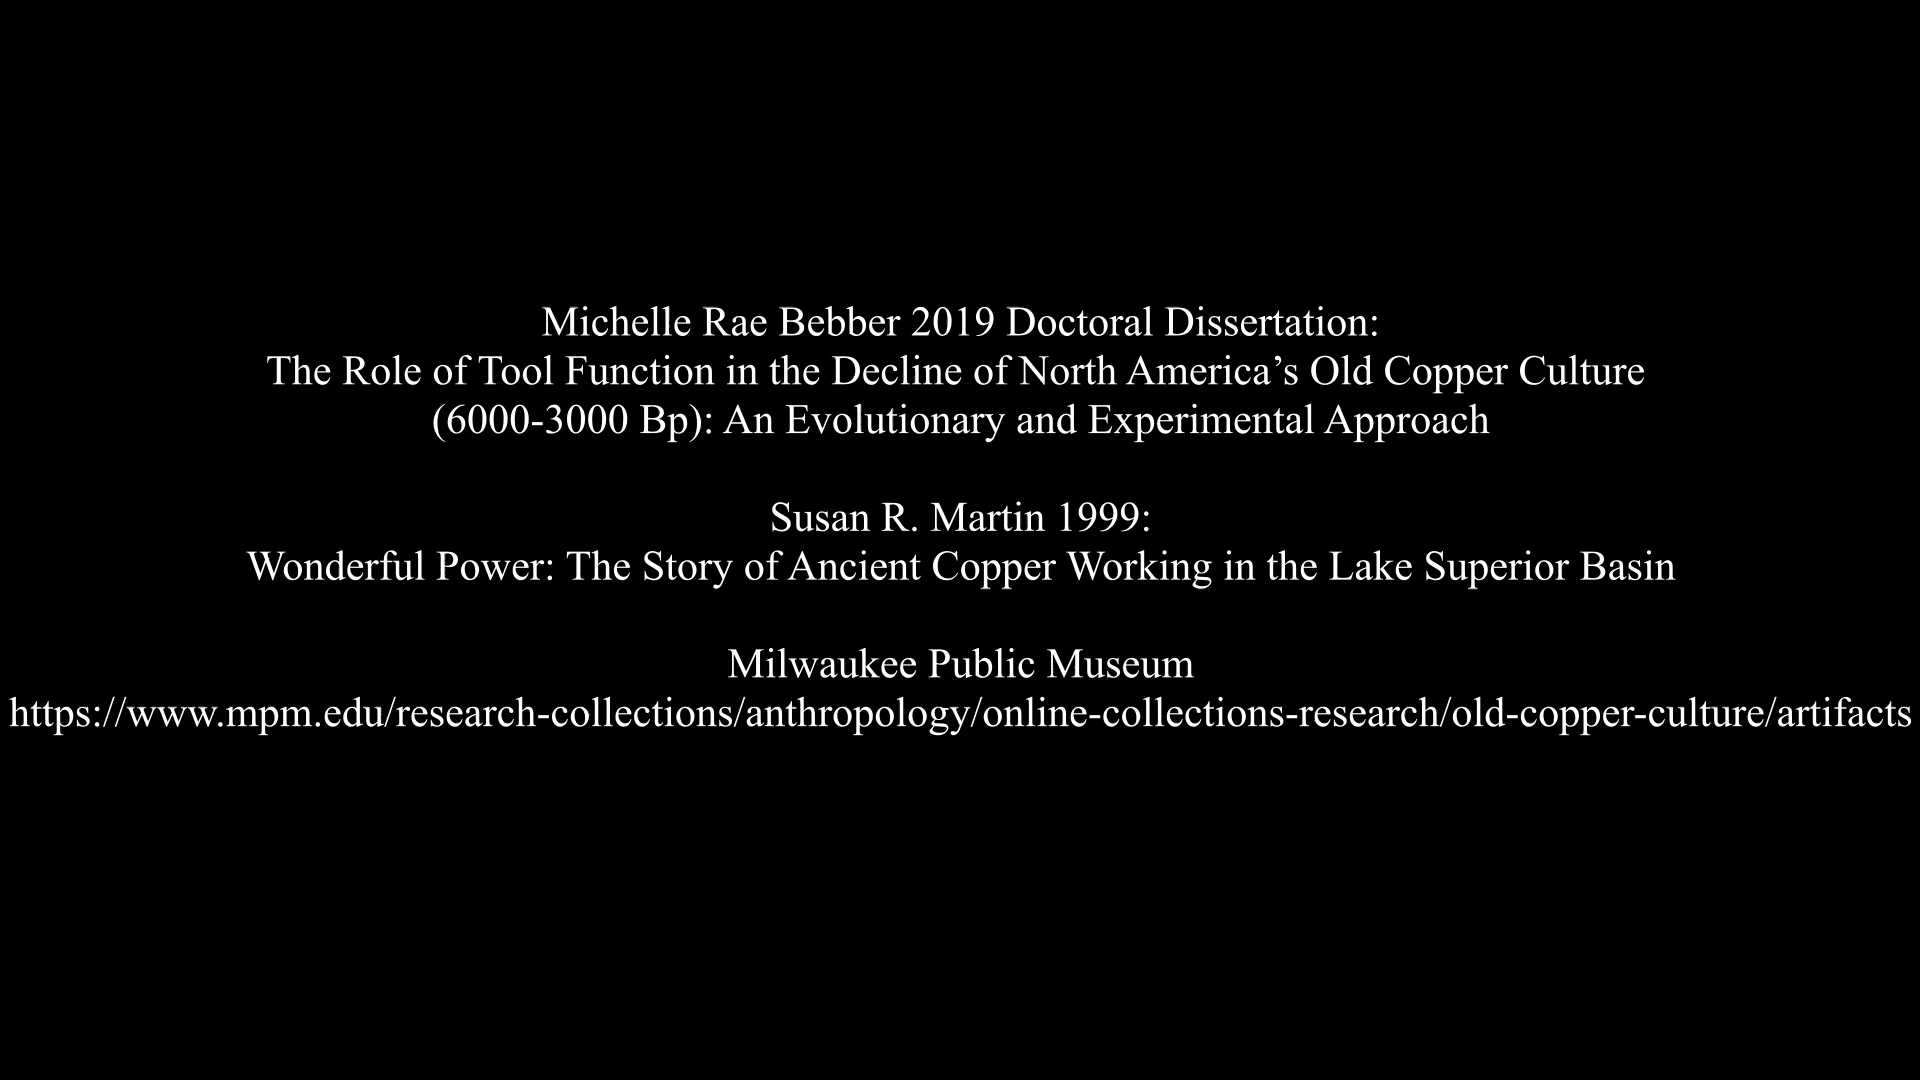 Michelle Rae Bebber 2019 Doctoral Dissertation:
The Role of Tool Function in the Decline of North America’s Old Copper Culture
(6000-3000 Bp): An Evolutionary and Experimental Approach
Susan R. Martin 1999:
Wonderful Power: The Story of Ancient Copper Working in the Lake Superior Basin
Milwaukee Public Museum
https://www.mpm.edu/research-collections/anthropology/online-collections-research/old-copper-culture/artifacts